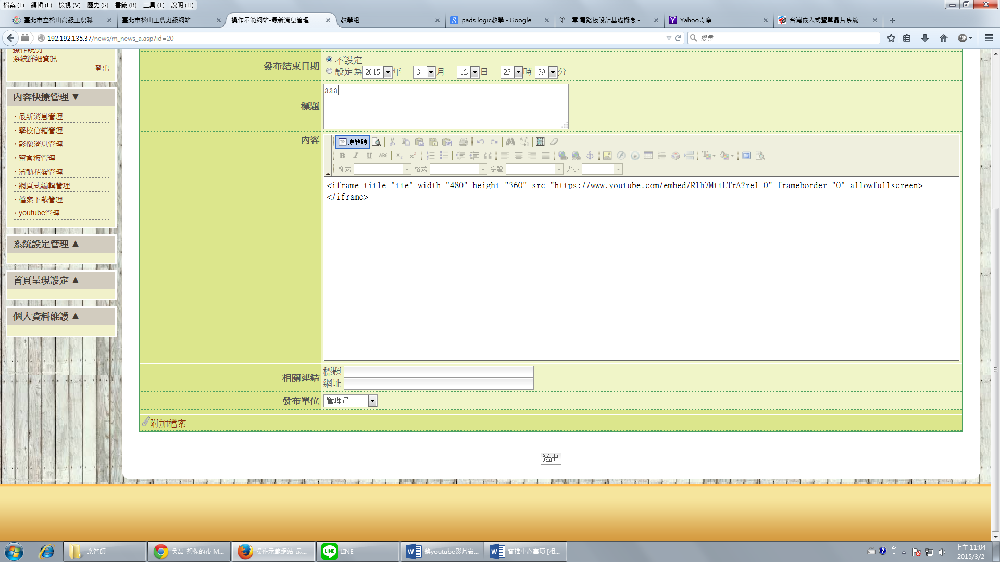 檔案 (F) 編輯 (E) 檢視 (V) 歷史 (S) 書籤 (B) 工具 (T) 說明 (H)
臺北市立松山高級工農職...
臺北市松山工農班級網站
操作示範網站-最新消息管理
教學組
pads logic教學 - Google ...
第一章 電路板設計基礎概念 -
Yahoo奇摩
台灣嵌入式暨單晶片系統...
192.192.135.37/news/m_news_a.asp?id=20
搜尋
ABP
操作說明
系統詳細資訊
登出
內容快捷管理 ▼
・最新消息管理
・學校信箱管理
・影像消息管理
・留言板管理
・活動花絮管理
・網頁式編輯管理
・檔案下載管理
・youtube管理
系統設定管理 ▲
首頁呈現設定 ▲
個人資料維護 ▲
發布結束日期
不設定
設定為 2015 年 3 月 12 日 23 時 59 分
標題
aaa
內容
原始碼
B I U ABC x₂ x²
樣式 格式 字體 大小
<iframe title="tte" width="480" height="360" src="https://www.youtube.com/embed/Rlh7MttLTrA?rel=0" frameborder="0" allowfullscreen>
</iframe>
相關連結
標題
網址
發布單位
管理員
附加檔案
送出
系管師
操作示範網站-最...
LINE
LINE
將youtube影片嵌...
資推中心事項 [相...
上午 11:04
2015/3/2